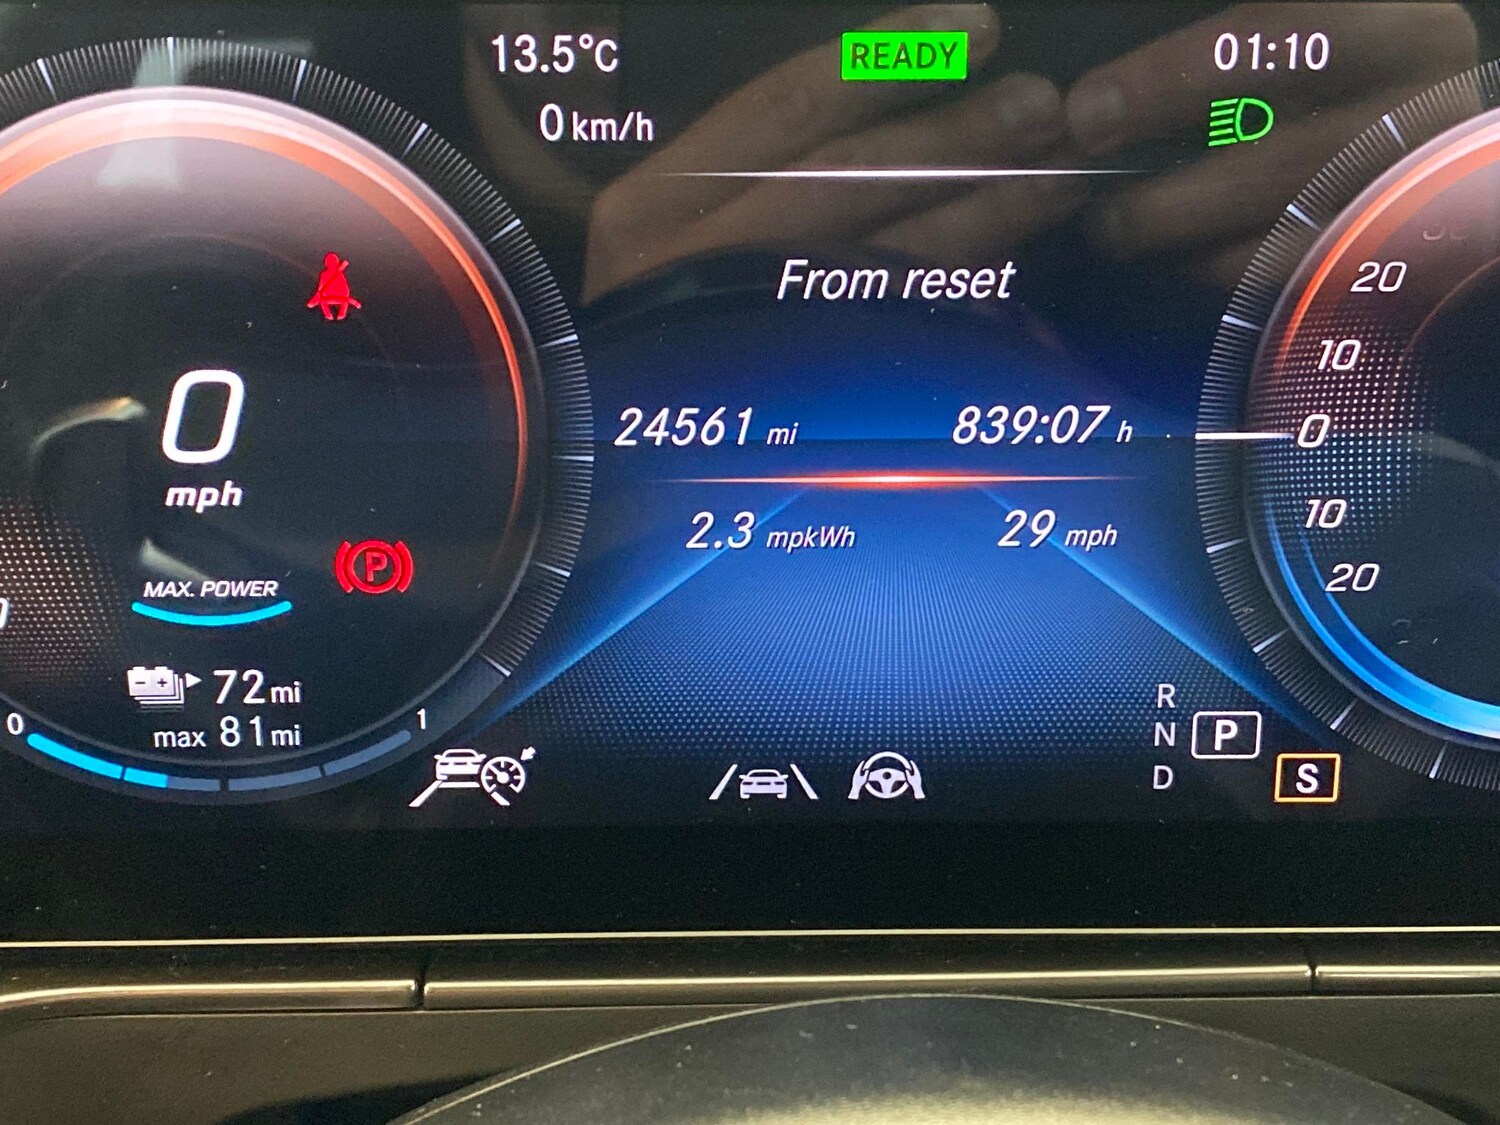 13.5°C
READY
01:10
0 km/h
From reset
20
10
0
mph
24561 mi
839:07 h
0
2.3 mpkWh
29 mph
10
MAX. POWER
20
P
72 mi
max 81 mi
0
1
R
N
P
D
S